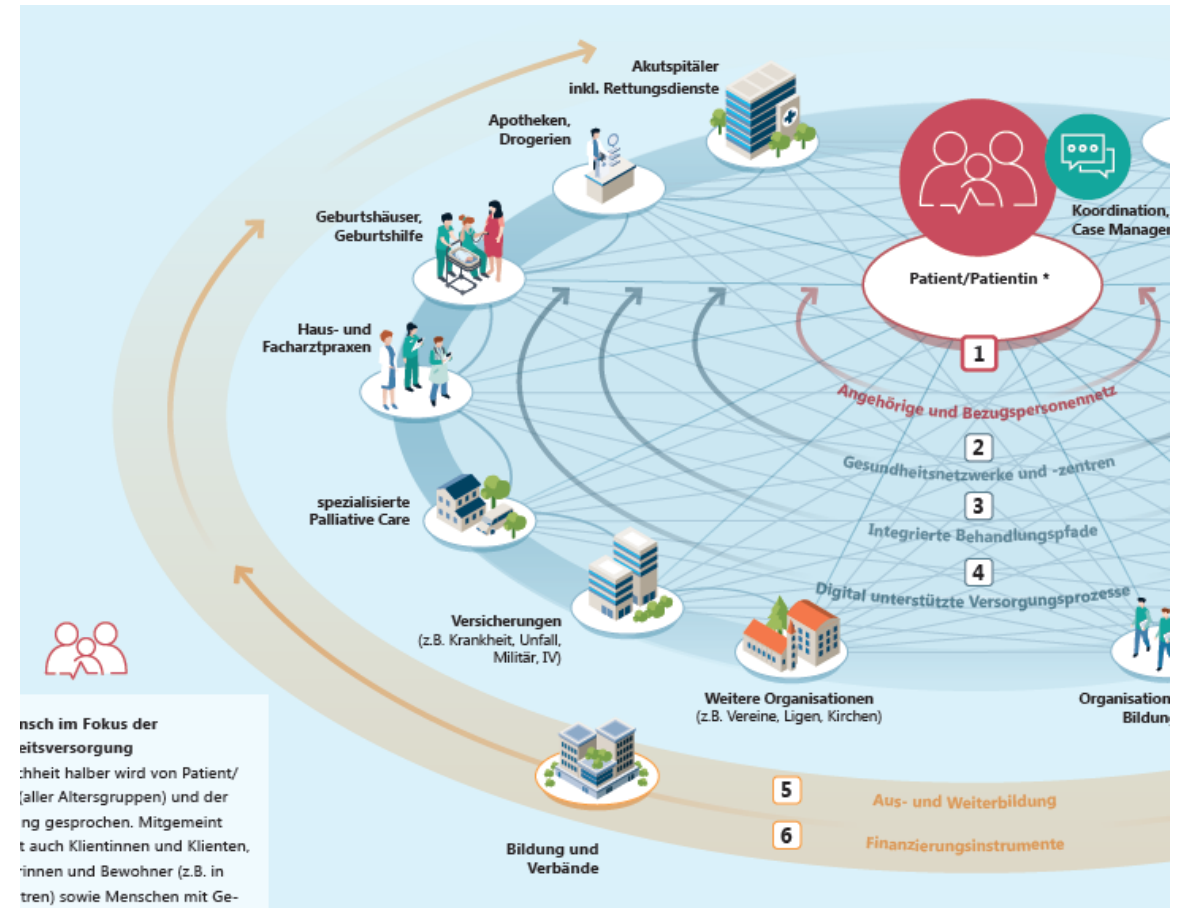 Akutspitäler
inkl. Rettungsdienste
Apotheken,
Drogerien
Geburtshäuser,
Geburtshilfe
Koordination,
Case Manager
Patient/Patientin *
Haus- und
Facharztpraxen
1
Angehörige und Bezugspersonennetz
2
Gesundheitsnetzwerke und -zentren
3
Integrierte Behandlungspfade
4
Digital unterstützte Versorgungsprozesse
spezialisierte
Palliative Care
Versicherungen
(z.B. Krankheit, Unfall,
Militär, IV)
Weitere Organisationen
(z.B. Vereine, Ligen, Kirchen)
Organisation
Bildung
5
Aus- und Weiterbildung
6
Finanzierungsinstrumente
Bildung und
Verbände
nsch im Fokus der
eitsversorgung
chheit halber wird von Patient/
(aller Altersgruppen) und der
ng gesprochen. Mitgemeint
t auch Klientinnen und Klienten,
rinnen und Bewohner (z.B. in
tren) sowie Menschen mit Ge-